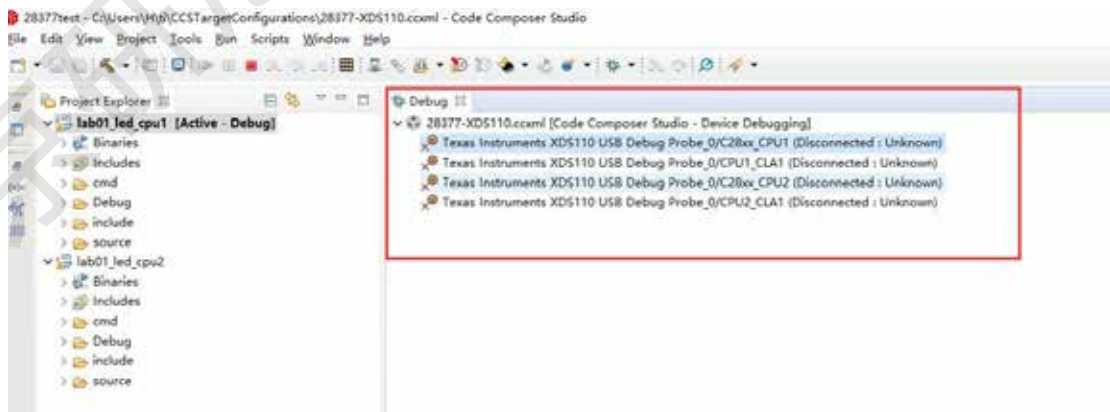 28377test - C:\Users\H\ti\CCSTargetConfigurations\28377-XDS110.ccxml - Code Composer Studio
File Edit View Project Tools Run Scripts Window Help
Project Explorer
lab01_led_cpu1 [Active - Debug]
Binaries
Includes
cmd
Debug
include
source
lab01_led_cpu2
Binaries
Includes
cmd
Debug
include
source
Debug
28377-XDS110.ccxml [Code Composer Studio - Device Debugging]
Texas Instruments XDS110 USB Debug Probe_0/C28xx_CPU1 (Disconnected : Unknown)
Texas Instruments XDS110 USB Debug Probe_0/CPU1_CLA1 (Disconnected : Unknown)
Texas Instruments XDS110 USB Debug Probe_0/C28xx_CPU2 (Disconnected : Unknown)
Texas Instruments XDS110 USB Debug Probe_0/CPU2_CLA1 (Disconnected : Unknown)